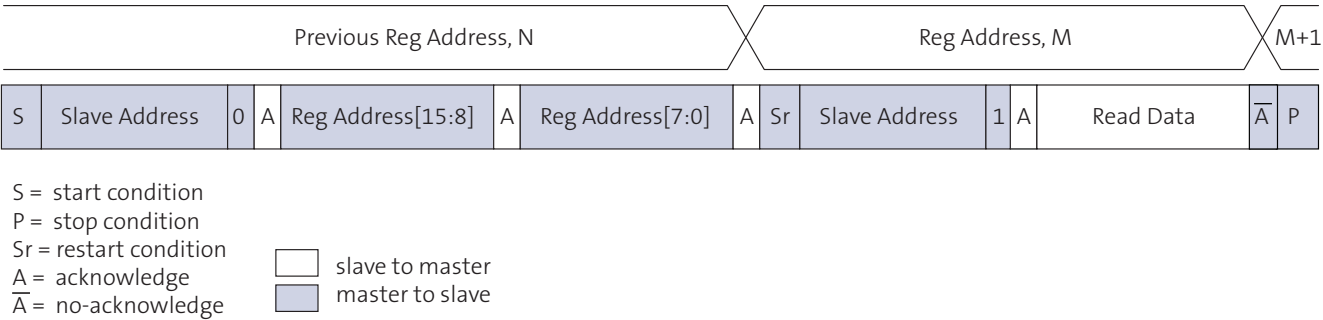 Previous Reg Address, N Reg Address, M M+1
S Slave Address 0 A Reg Address[15:8] A Reg Address[7:0] A Sr Slave Address 1 A Read Data A̅ P
S = start condition
P = stop condition
Sr = restart condition
A = acknowledge
A̅ = no-acknowledge
slave to master
master to slave